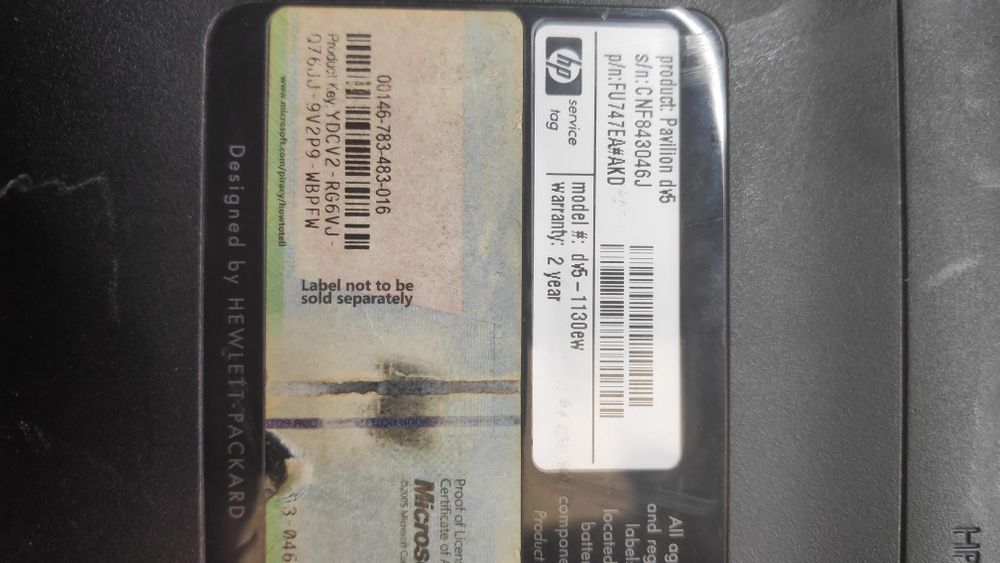 HP
product: Pavilion dv5
s/n: CNF843046J
p/n: FU747EA#AKD
hp service tag
model #: dv5-1130ew
warranty: 2 year
All ag
and reg
label
located
batte
compone
Product
00146-783-483-016
Product Key: YDCV2-RG6VJ-
Q76JJ-9V2P9-WBPFW
www.microsoft.com/piracy/howtotell
Label not to be
sold separately
Proof of Licen
Certificate of A
Micros
©2005 Microsoft Co
3-046
Designed by HEWLETT-PACKARD